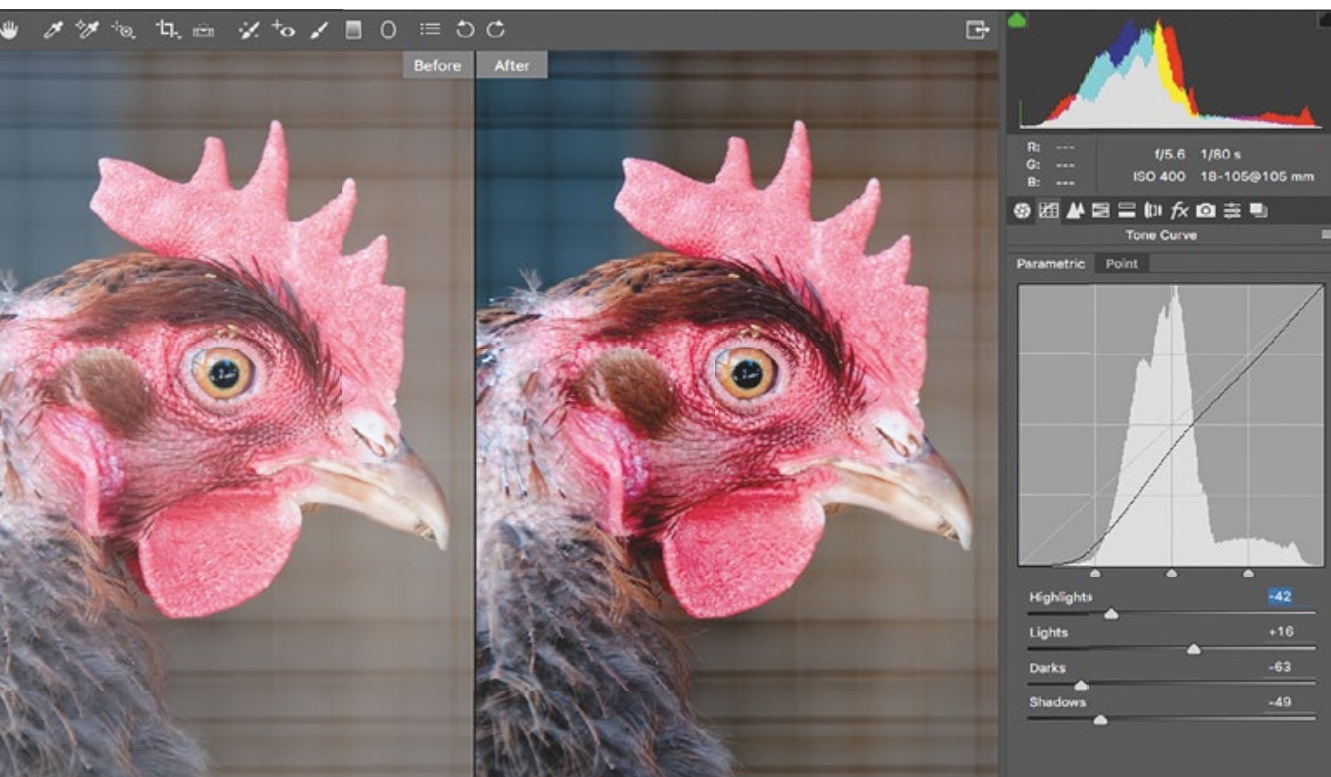 Before After
R: ---
G: ---
B: ---
f/5.6 1/80 s
ISO 400 18-105@105 mm
fx
Tone Curve
Parametric Point
Highlights -42
Lights +16
Darks -63
Shadows -49